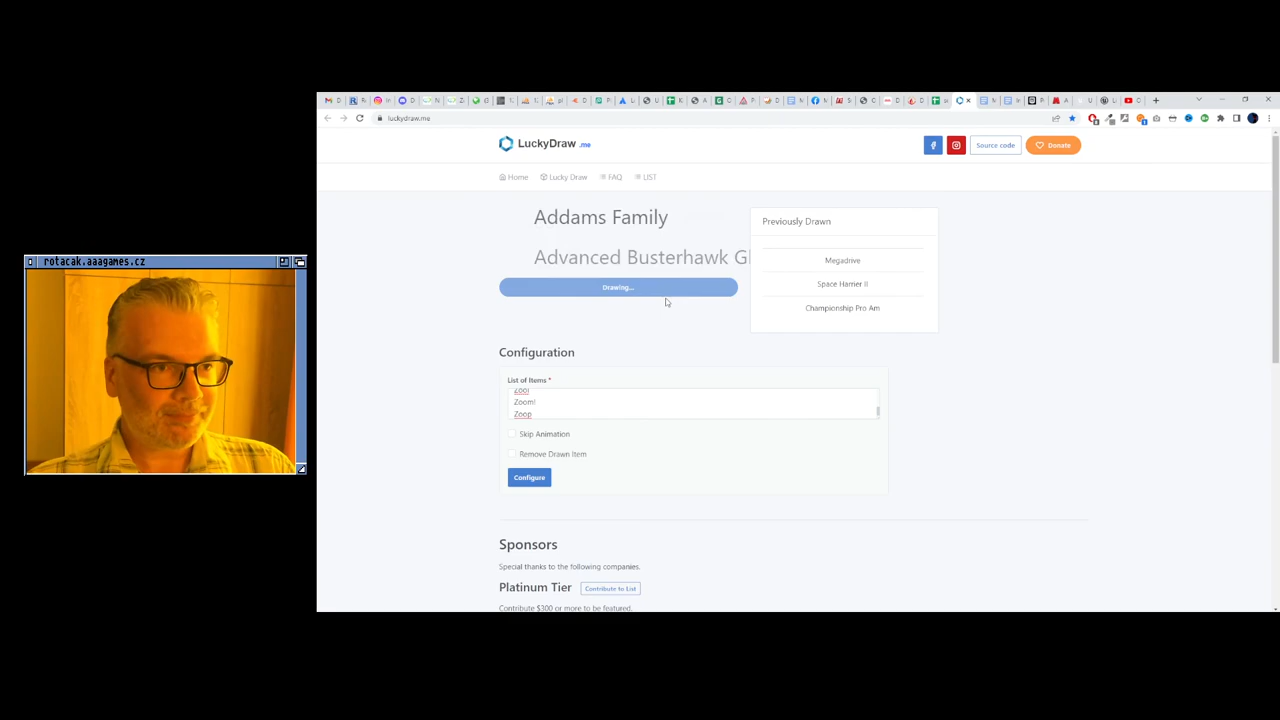 rotacak.aaagames.cz
luckydraw.me
LuckyDraw .me
Source code
Donate
Home
Lucky Draw
FAQ
LIST
Addams Family
Advanced Busterhawk Gl
Drawing...
Previously Drawn
Megadrive
Space Harrier II
Championship Pro Am
Configuration
List of Items *
Zool
Zoom!
Zoop
Skip Animation
Remove Drawn Item
Configure
Sponsors
Special thanks to the following companies.
Platinum Tier
Contribute to List
Contribute $300 or more to be featured.